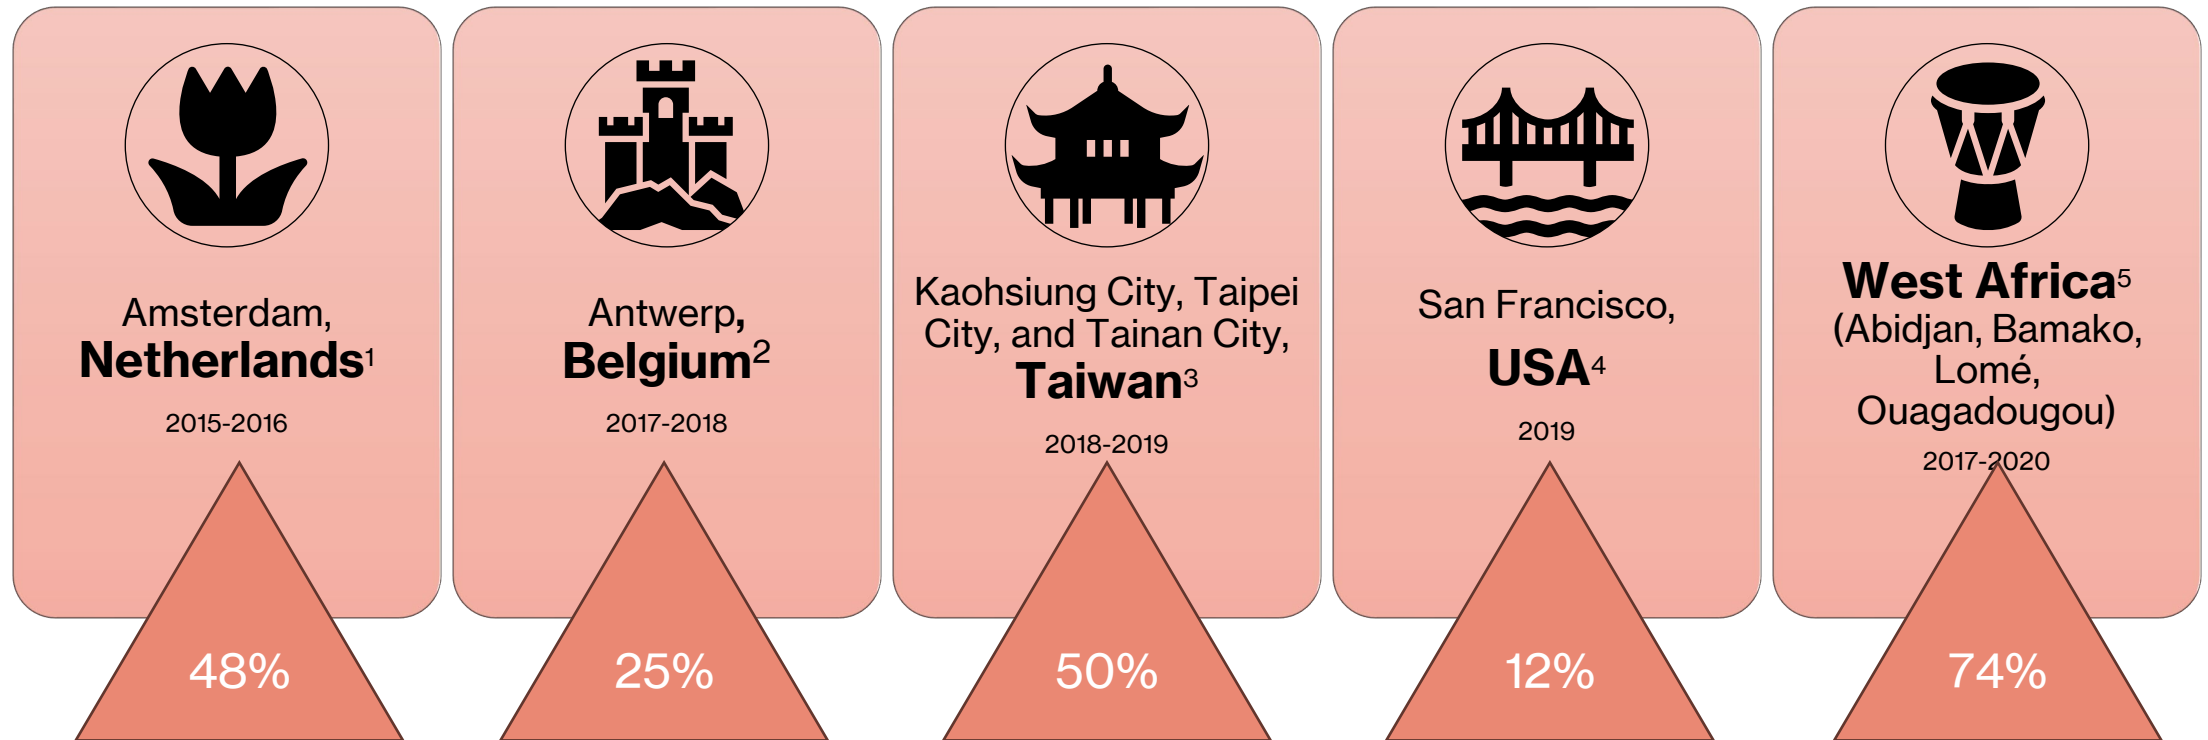 Amsterdam,
Netherlands¹
2015-2016
48%
Antwerp,
Belgium²
2017-2018
25%
Kaohsiung City, Taipei
City, and Tainan City,
Taiwan³
2018-2019
50%
San Francisco,
USA⁴
2019
12%
West Africa⁵
(Abidjan, Bamako,
Lomé,
Ouagadougou)
2017-2020
74%